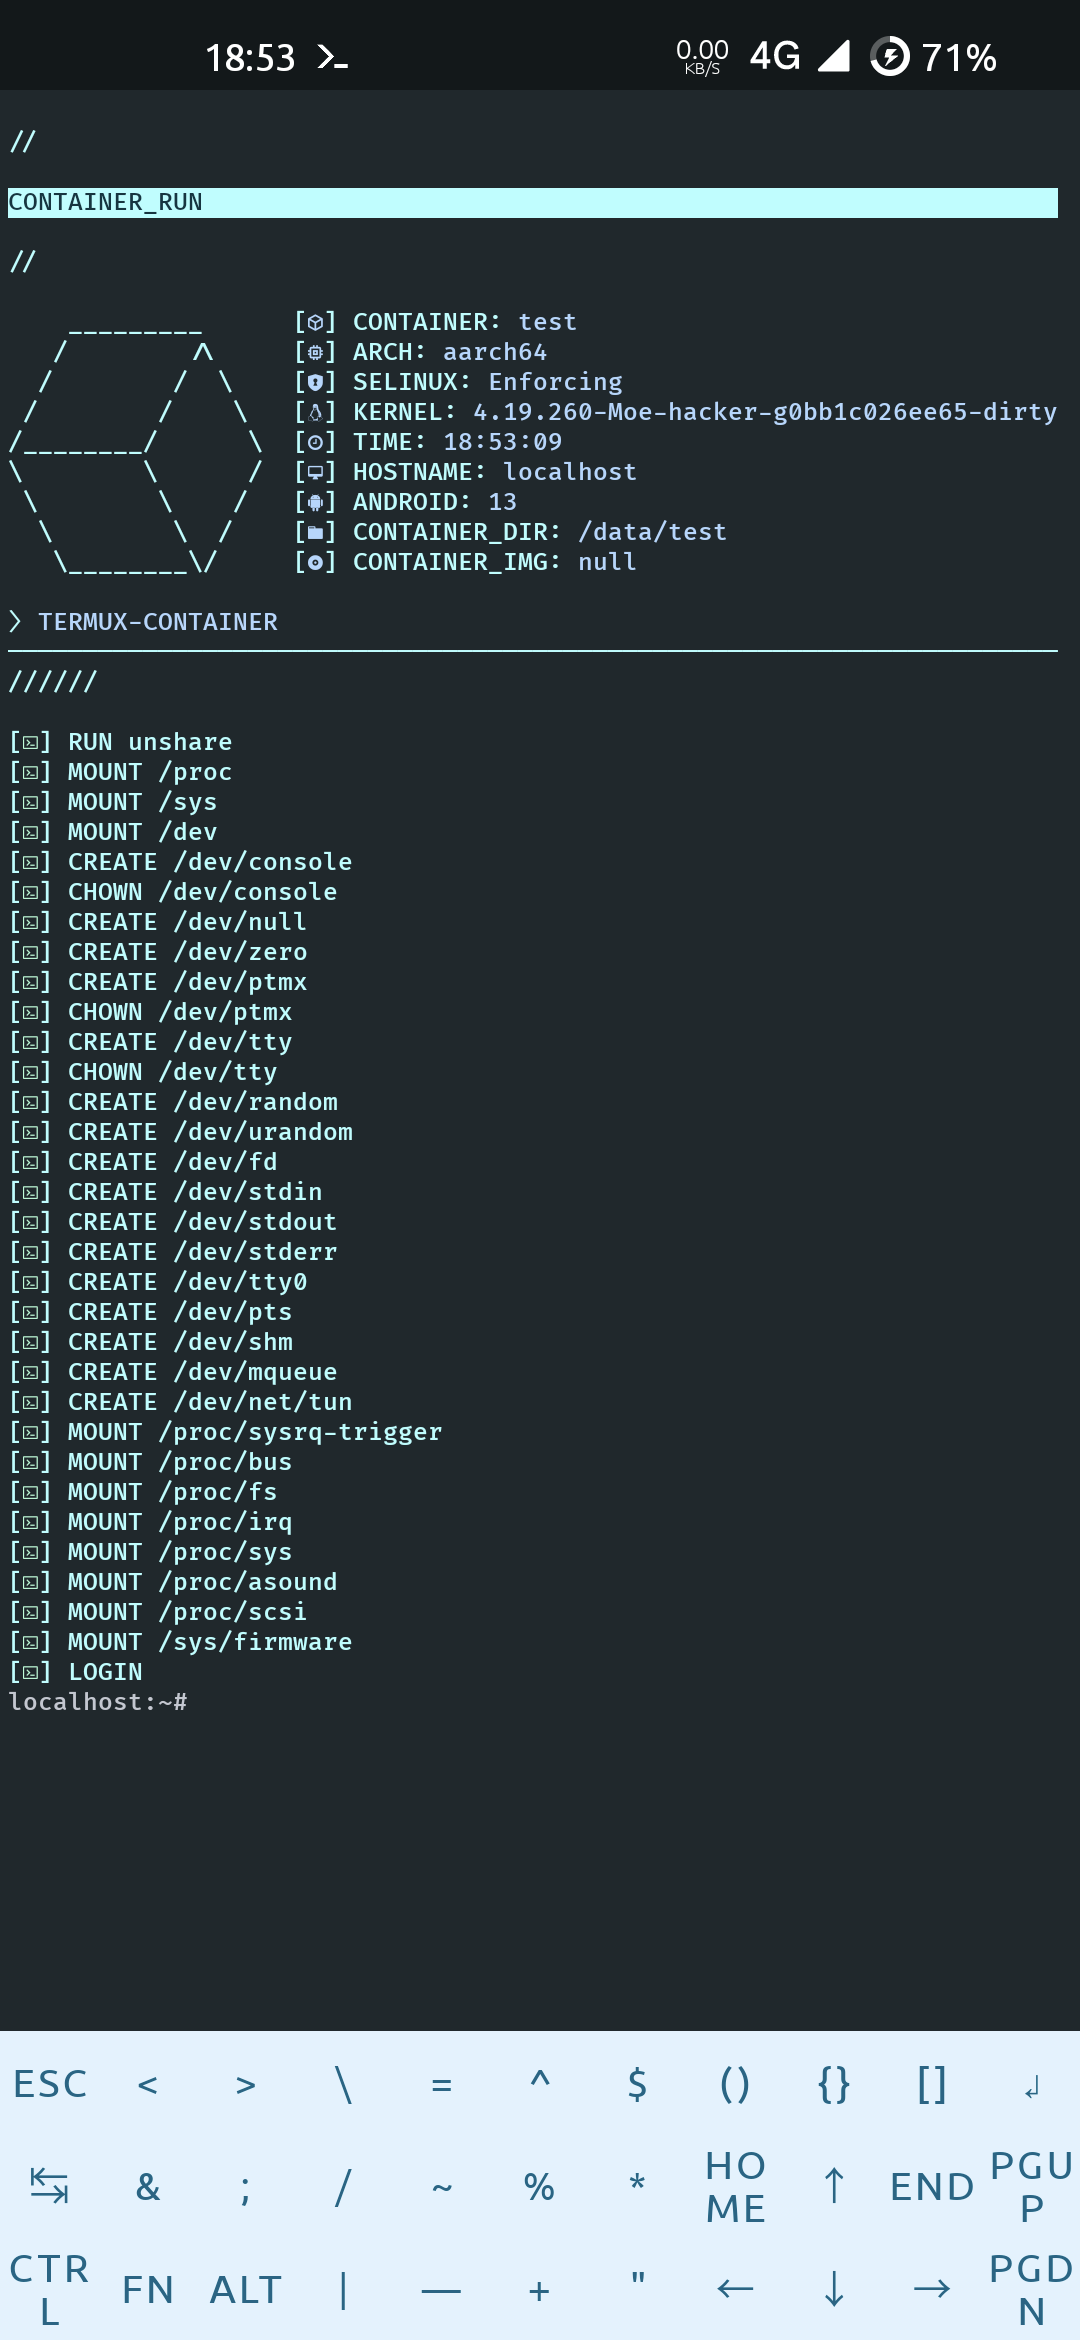 18:53 >_ 0.00 KB/S 4G 71%
//
CONTAINER_RUN
//
[] CONTAINER: test
[] ARCH: aarch64
[] SELINUX: Enforcing
[] KERNEL: 4.19.260-Moe-hacker-g0bb1c026ee65-dirty
[] TIME: 18:53:09
[] HOSTNAME: localhost
[] ANDROID: 13
[] CONTAINER_DIR: /data/test
[] CONTAINER_IMG: null
> TERMUX-CONTAINER
//////
[] RUN unshare
[] MOUNT /proc
[] MOUNT /sys
[] MOUNT /dev
[] CREATE /dev/console
[] CHOWN /dev/console
[] CREATE /dev/null
[] CREATE /dev/zero
[] CREATE /dev/ptmx
[] CHOWN /dev/ptmx
[] CREATE /dev/tty
[] CHOWN /dev/tty
[] CREATE /dev/random
[] CREATE /dev/urandom
[] CREATE /dev/fd
[] CREATE /dev/stdin
[] CREATE /dev/stdout
[] CREATE /dev/stderr
[] CREATE /dev/tty0
[] CREATE /dev/pts
[] CREATE /dev/shm
[] CREATE /dev/mqueue
[] CREATE /dev/net/tun
[] MOUNT /proc/sysrq-trigger
[] MOUNT /proc/bus
[] MOUNT /proc/fs
[] MOUNT /proc/irq
[] MOUNT /proc/sys
[] MOUNT /proc/asound
[] MOUNT /proc/scsi
[] MOUNT /sys/firmware
[] LOGIN
localhost:~#
ESC < > \ = ^ $ () {} [] ↲
↹ & ; / ~ % * HOME ↑ END PGUP
CTRL FN ALT | — + " ← ↓ → PGDN